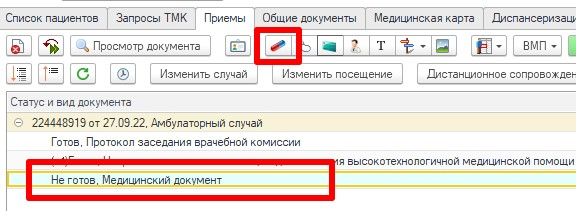 Список пациентов Запросы ТМК Приемы Общие документы Медицинская карта Диспансеризац
Просмотр документа Т ВМП
Изменить случай Изменить посещение Дистанционное сопровожден
Статус и вид документа
224448919 от 27.09.22, Амбулаторный случай
Готов, Протокол заседания врачебной комиссии
ия высокотехнологичной медицинской помощи
Не готов, Медицинский документ